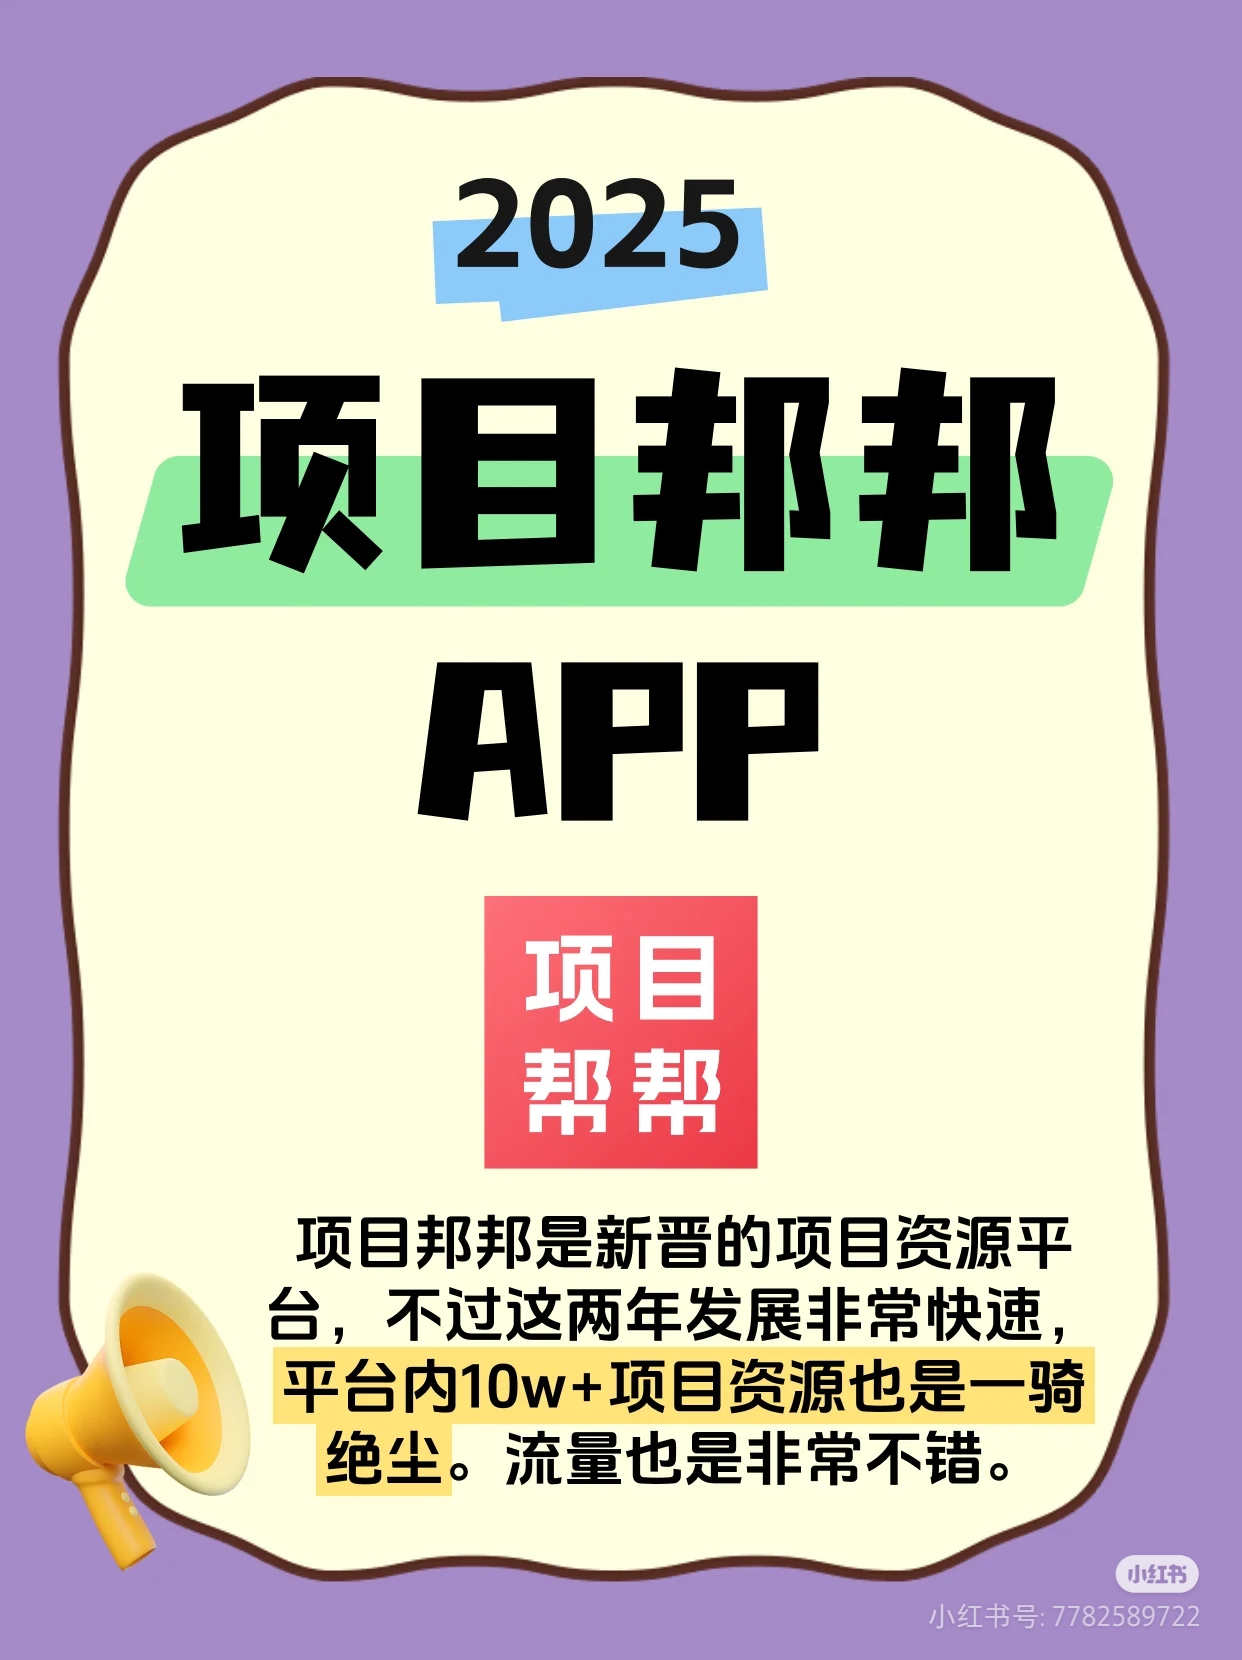 2025
项目邦邦
APP
项目
帮帮
项目邦邦是新晋的项目资源平
台，不过这两年发展非常快速，
平台内10w+项目资源也是一骑
绝尘。流量也是非常不错。
小红书
小红书号: 7782589722